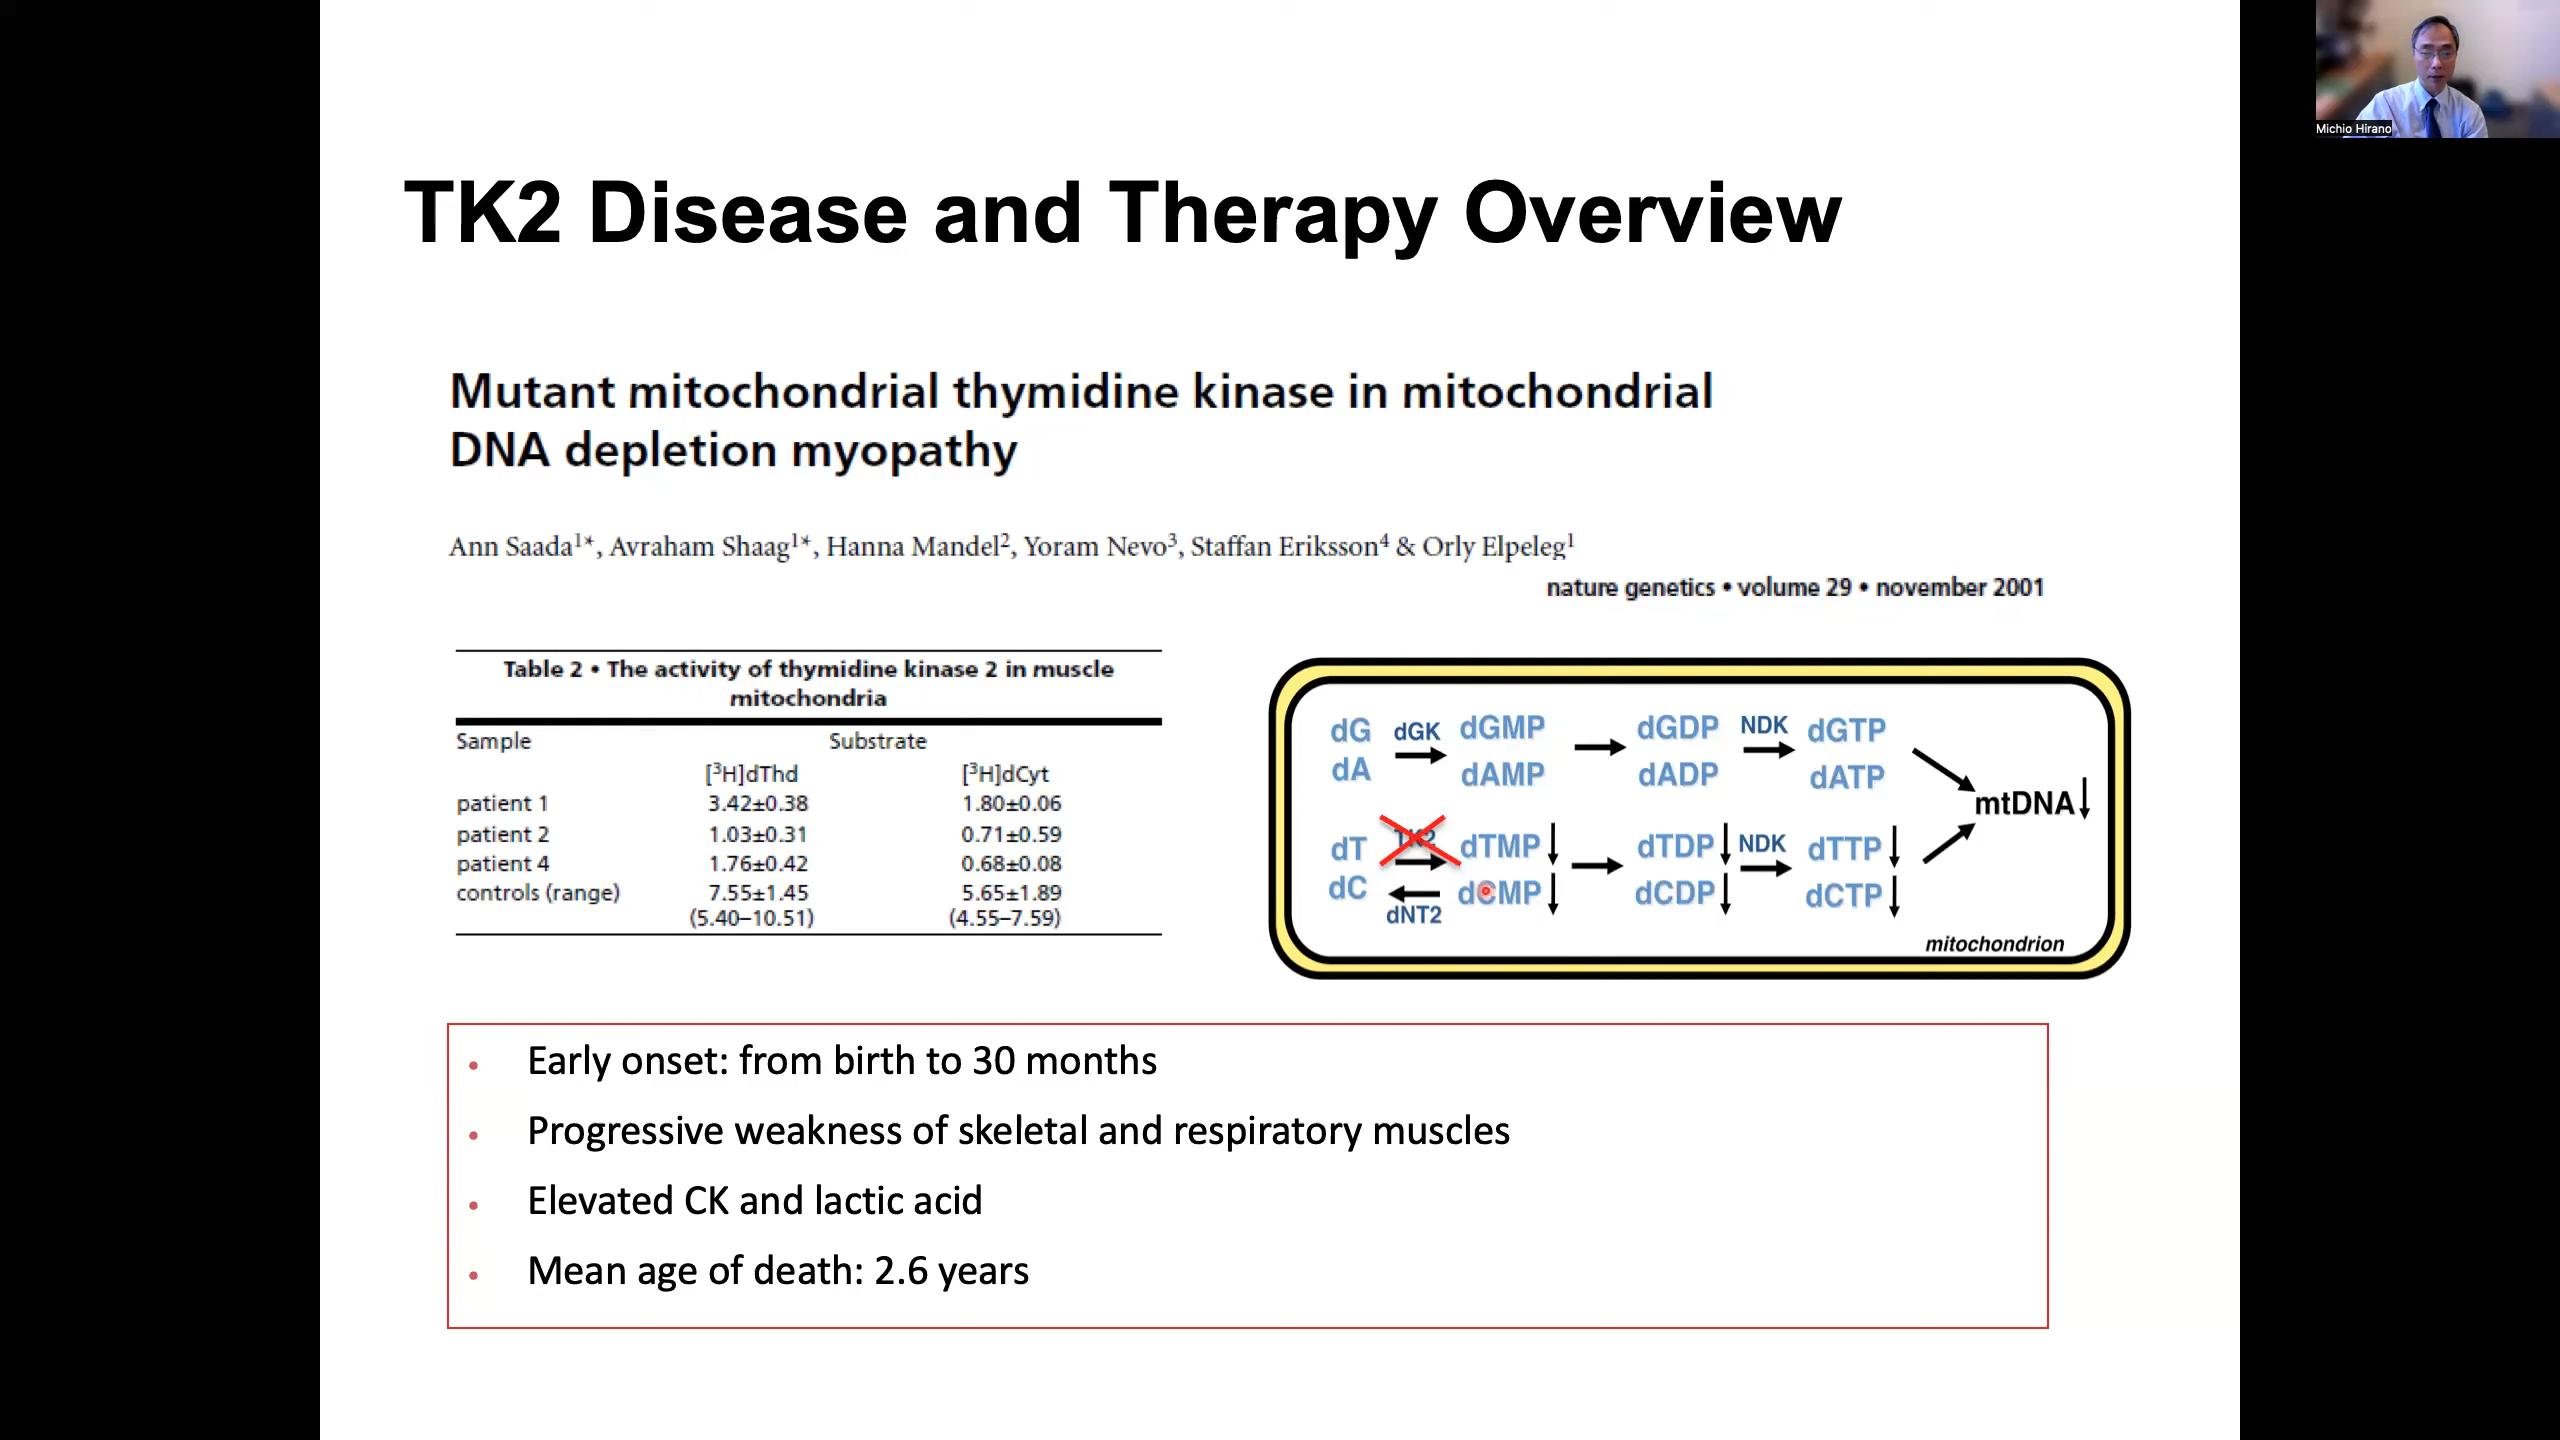 Michio Hirano
TK2 Disease and Therapy Overview
Mutant mitochondrial thymidine kinase in mitochondrial
DNA depletion myopathy
Ann Saada1*, Avraham Shaag1*, Hanna Mandel2, Yoram Nevo3, Staffan Eriksson4 & Orly Elpeleg1
nature genetics • volume 29 • november 2001
Table 2 • The activity of thymidine kinase 2 in muscle
mitochondria
Sample Substrate
[3H]dThd [3H]dCyt
patient 1 3.42±0.38 1.80±0.06
patient 2 1.03±0.31 0.71±0.59
patient 4 1.76±0.42 0.68±0.08
controls (range) 7.55±1.45 5.65±1.89
(5.40–10.51) (4.55–7.59)
dG dGK dGMP dGDP NDK dGTP
dA dAMP dADP dATP
mtDNA↓
dT TK2 dTMP↓ dTDP↓ NDK dTTP↓
dC dCMP↓ dCDP↓ dCTP↓
dNT2
mitochondrion
• Early onset: from birth to 30 months
• Progressive weakness of skeletal and respiratory muscles
• Elevated CK and lactic acid
• Mean age of death: 2.6 years